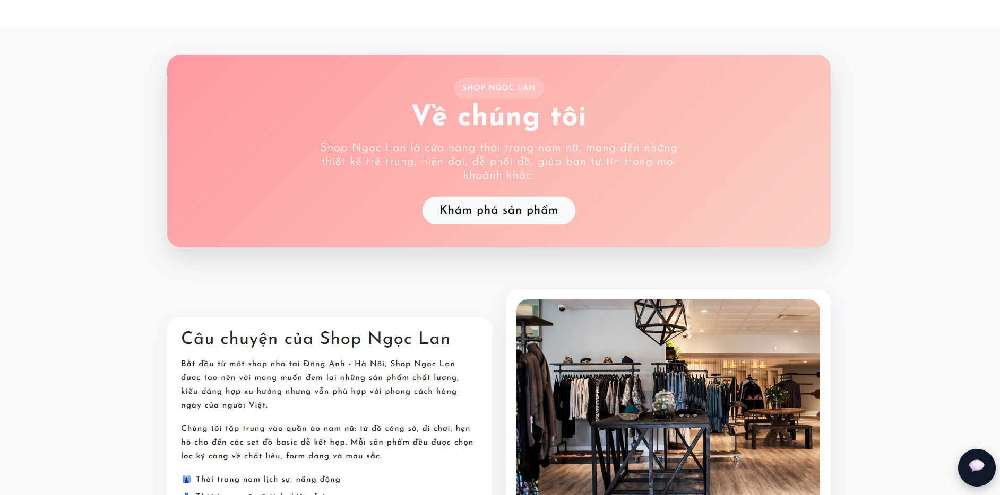 SHOP NGỌC LAN
Về chúng tôi
Shop Ngọc Lan là cửa hàng thời trang nam nữ, mang đến những
thiết kế trẻ trung, hiện đại, dễ phối đồ, giúp bạn tự tin trong mọi
khoảnh khắc.
Khám phá sản phẩm
Câu chuyện của Shop Ngọc Lan
Bắt đầu từ một shop nhỏ tại Đông Anh - Hà Nội, Shop Ngọc Lan
được tạo nên với mong muốn đem lại những sản phẩm chất lượng,
kiểu dáng hợp xu hướng nhưng vẫn phù hợp với phong cách hàng
ngày của người Việt.
Chúng tôi tập trung vào quần áo nam nữ: từ đồ công sở, đi chơi, hẹn
hò cho đến các set đồ basic dễ kết hợp. Mỗi sản phẩm đều được chọn
lọc kỹ càng về chất liệu, form dáng và màu sắc.
Thời trang nam lịch sự, năng động